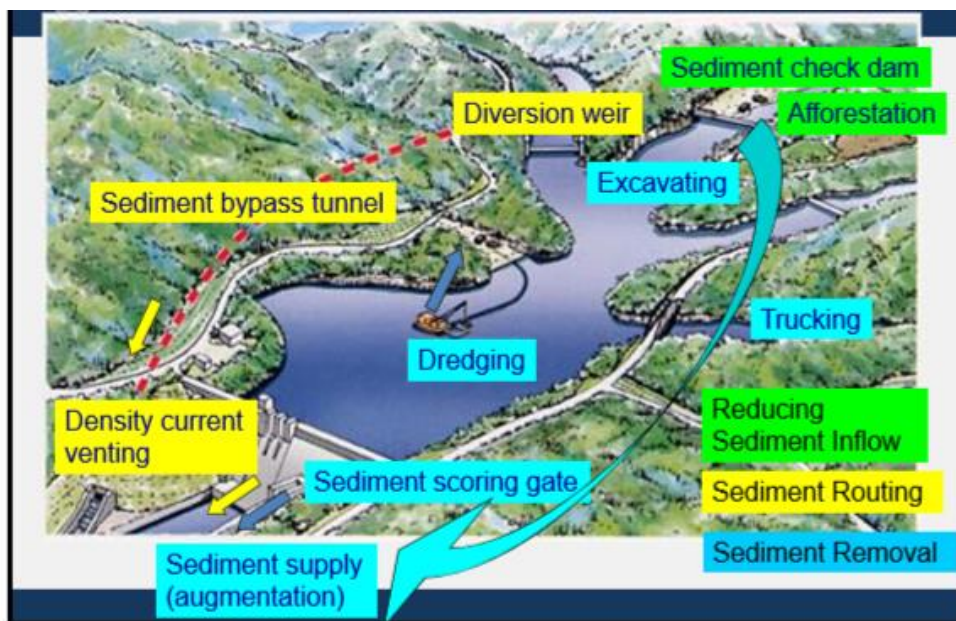 Sediment check dam
Diversion weir
Afforestation
Excavating
Sediment bypass tunnel
Trucking
Dredging
Density current
venting
Reducing
Sediment Inflow
Sediment scoring gate
Sediment Routing
Sediment supply
(augmentation)
Sediment Removal